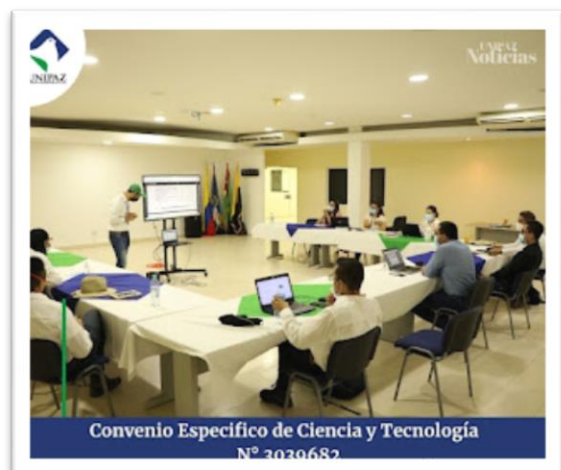 UNIPAZ
UNIPAZ
Noticias
Convenio Especifico de Ciencia y Tecnología
N° 3039682